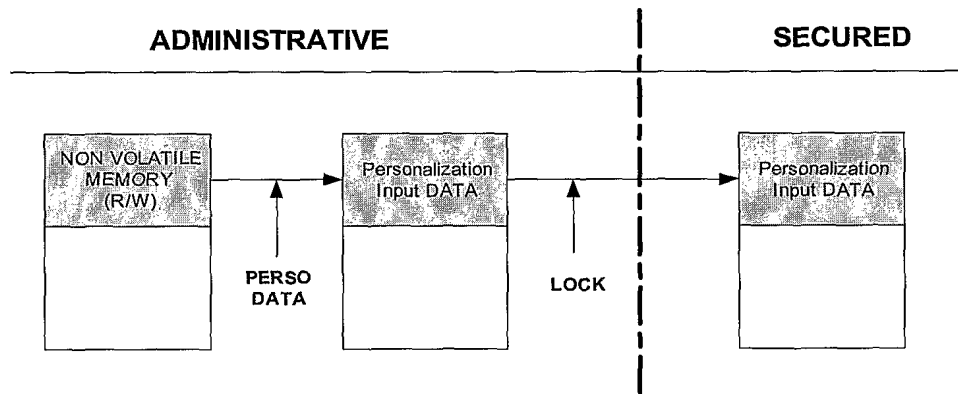 ADMINISTRATIVE
SECURED
NON VOLATILE
MEMORY
(R/W)
Personalization
Input DATA
Personalization
Input DATA
PERSO
DATA
LOCK